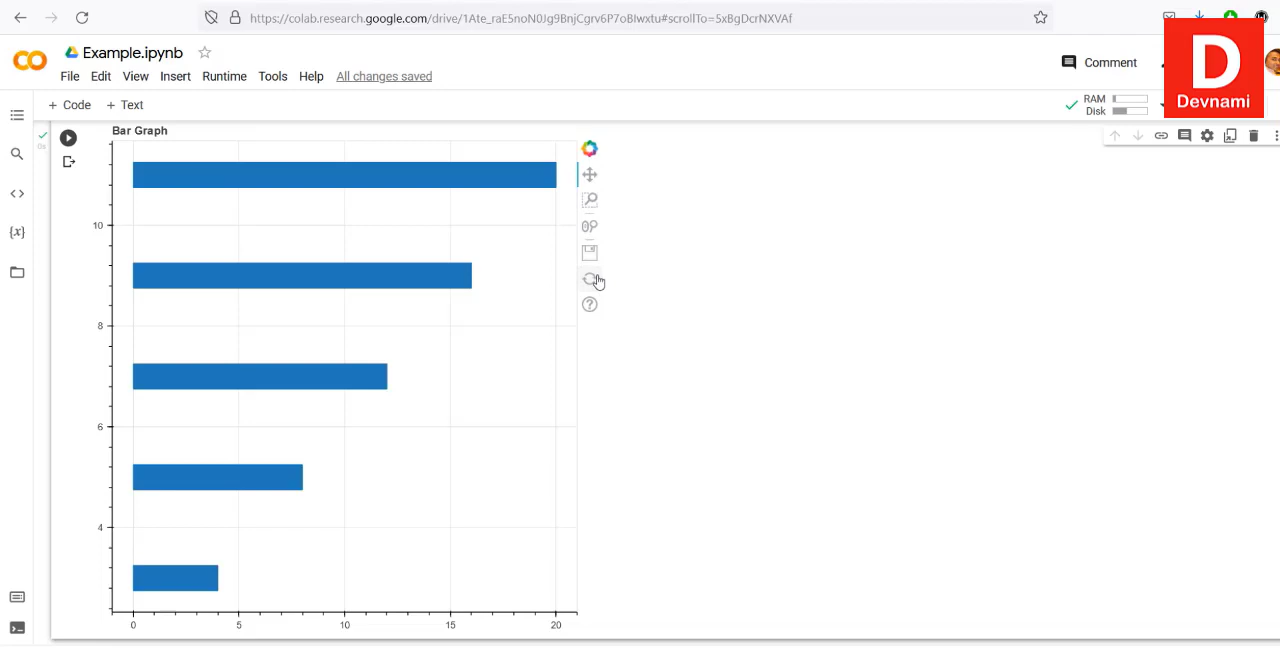 https://colab.research.google.com/drive/1Ate_raE5noN0Jg9BnjCgrv6P7oBIwxtu#scrollTo=5xBgDcrNXVAf
CO
Example.ipynb
File Edit View Insert Runtime Tools Help All changes saved
Comment
D
Devnami
+ Code + Text
RAM
Disk
Bar Graph
0s
{x}
10
8
6
4
0 5 10 15 20